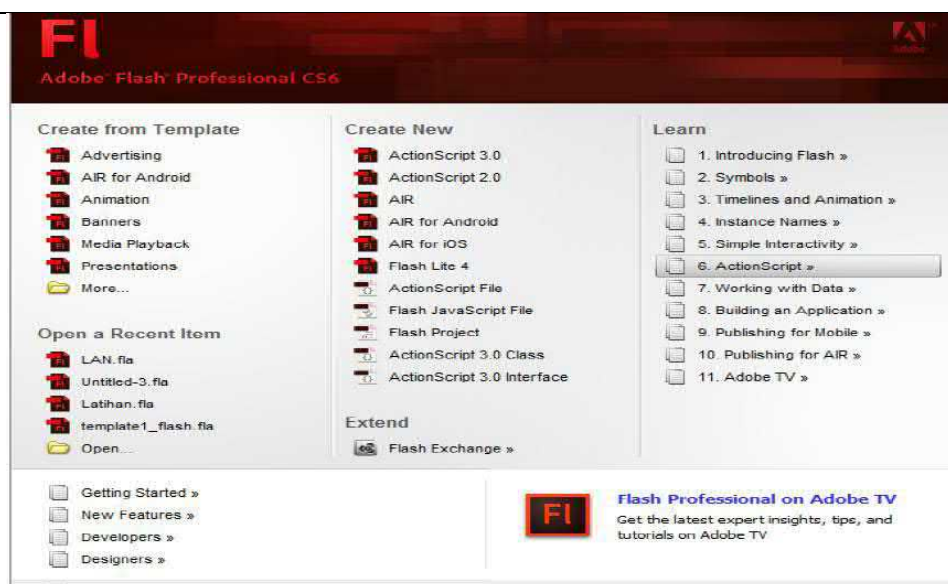 Fl
Adobe
Adobe Flash Professional CS6
Create from Template
Advertising
AIR for Android
Animation
Banners
Media Playback
Presentations
More...
Open a Recent Item
LAN.fla
Untitled-3.fla
Latihan.fla
template1_flash.fla
Open...
Create New
ActionScript 3.0
ActionScript 2.0
AIR
AIR for Android
AIR for iOS
Flash Lite 4
ActionScript File
Flash JavaScript File
Flash Project
ActionScript 3.0 Class
ActionScript 3.0 Interface
Extend
Flash Exchange »
Learn
1. Introducing Flash »
2. Symbols »
3. Timelines and Animation »
4. Instance Names »
5. Simple Interactivity »
6. ActionScript »
7. Working with Data »
8. Building an Application »
9. Publishing for Mobile »
10. Publishing for AIR »
11. Adobe TV »
Getting Started »
New Features »
Developers »
Designers »
Fl
Flash Professional on Adobe TV
Get the latest expert insights, tips, and
tutorials on Adobe TV